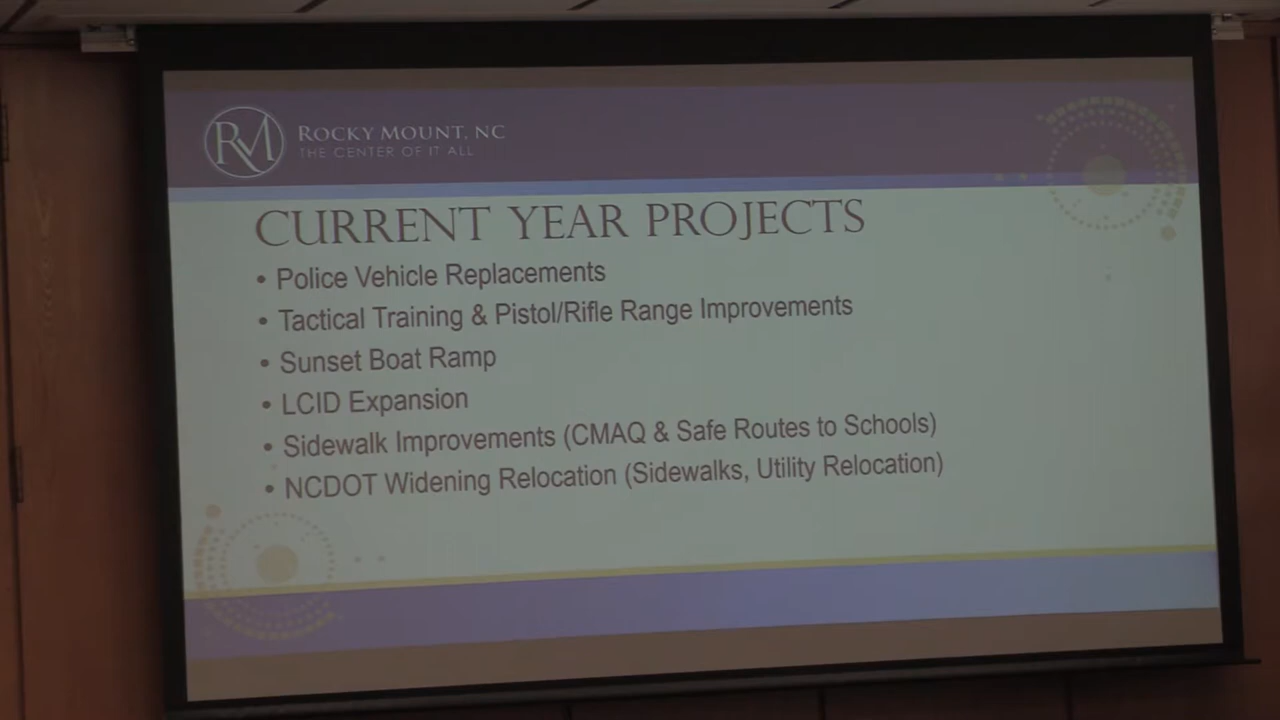 RM
ROCKY MOUNT, NC
THE CENTER OF IT ALL
CURRENT YEAR PROJECTS
• Police Vehicle Replacements
• Tactical Training & Pistol/Rifle Range Improvements
• Sunset Boat Ramp
• LCID Expansion
• Sidewalk Improvements (CMAQ & Safe Routes to Schools)
• NCDOT Widening Relocation (Sidewalks, Utility Relocation)